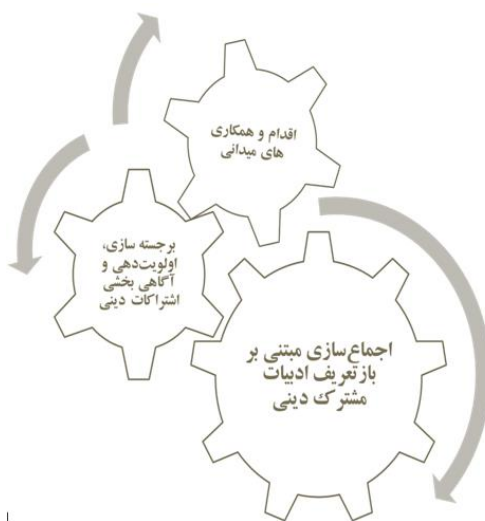 اقدام و همکاری
های میدانی
برجسته سازی،
اولویت‌دهی و
آگاهی بخشی
اشتراکات دینی
اجماع‌سازی مبتنی بر
بازتعریف ادبیات
مشترک دینی